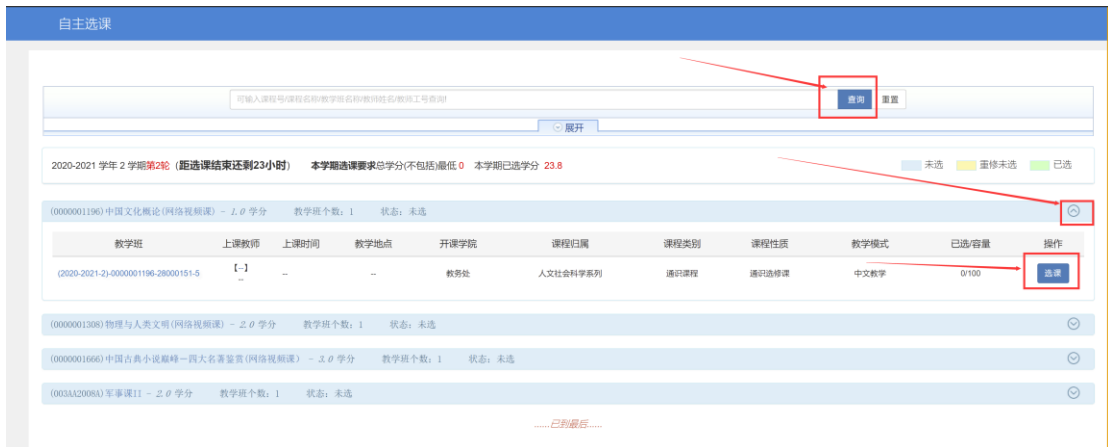 自主选课
可输入课程号/课程名称/教学班名称/教师姓名/教师工号查询! 查询 重置
展开
2020-2021 学年 2 学期第2轮（距选课结束还剩23小时） 本学期选课要求总学分(不包括)最低 0 本学期已选学分 23.8 未选 重修未选 已选
(0000001196)中国文化概论(网络视频课) - 1.0 学分 教学班个数：1 状态：未选
教学班 上课教师 上课时间 教学地点 开课学院 课程归属 课程类别 课程性质 教学模式 已选/容量 操作
(2020-2021-2)-0000001196-28000151-5 【--】 -- -- 教务处 人文社会科学系列 通识课程 通识选修课 中文教学 0/100 选课
--
(0000001308)物理与人类文明(网络视频课) - 2.0 学分 教学班个数：1 状态：未选
(0000001666)中国古典小说巅峰—四大名著鉴赏(网络视频课) - 3.0 学分 教学班个数：1 状态：未选
(003AA2008A)军事课II - 2.0 学分 教学班个数：1 状态：未选
......已到最后......